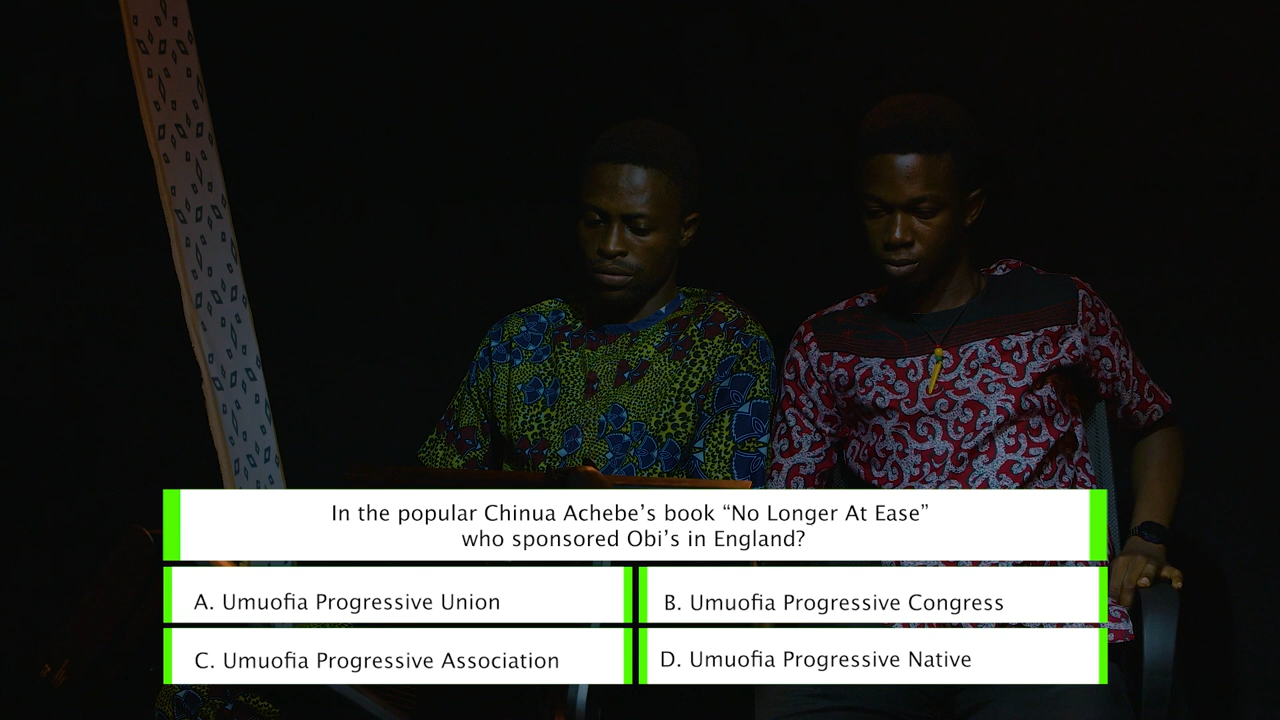 In the popular Chinua Achebe’s book “No Longer At Ease”
who sponsored Obi’s in England?
A. Umuofia Progressive Union
B. Umuofia Progressive Congress
C. Umuofia Progressive Association
D. Umuofia Progressive Native